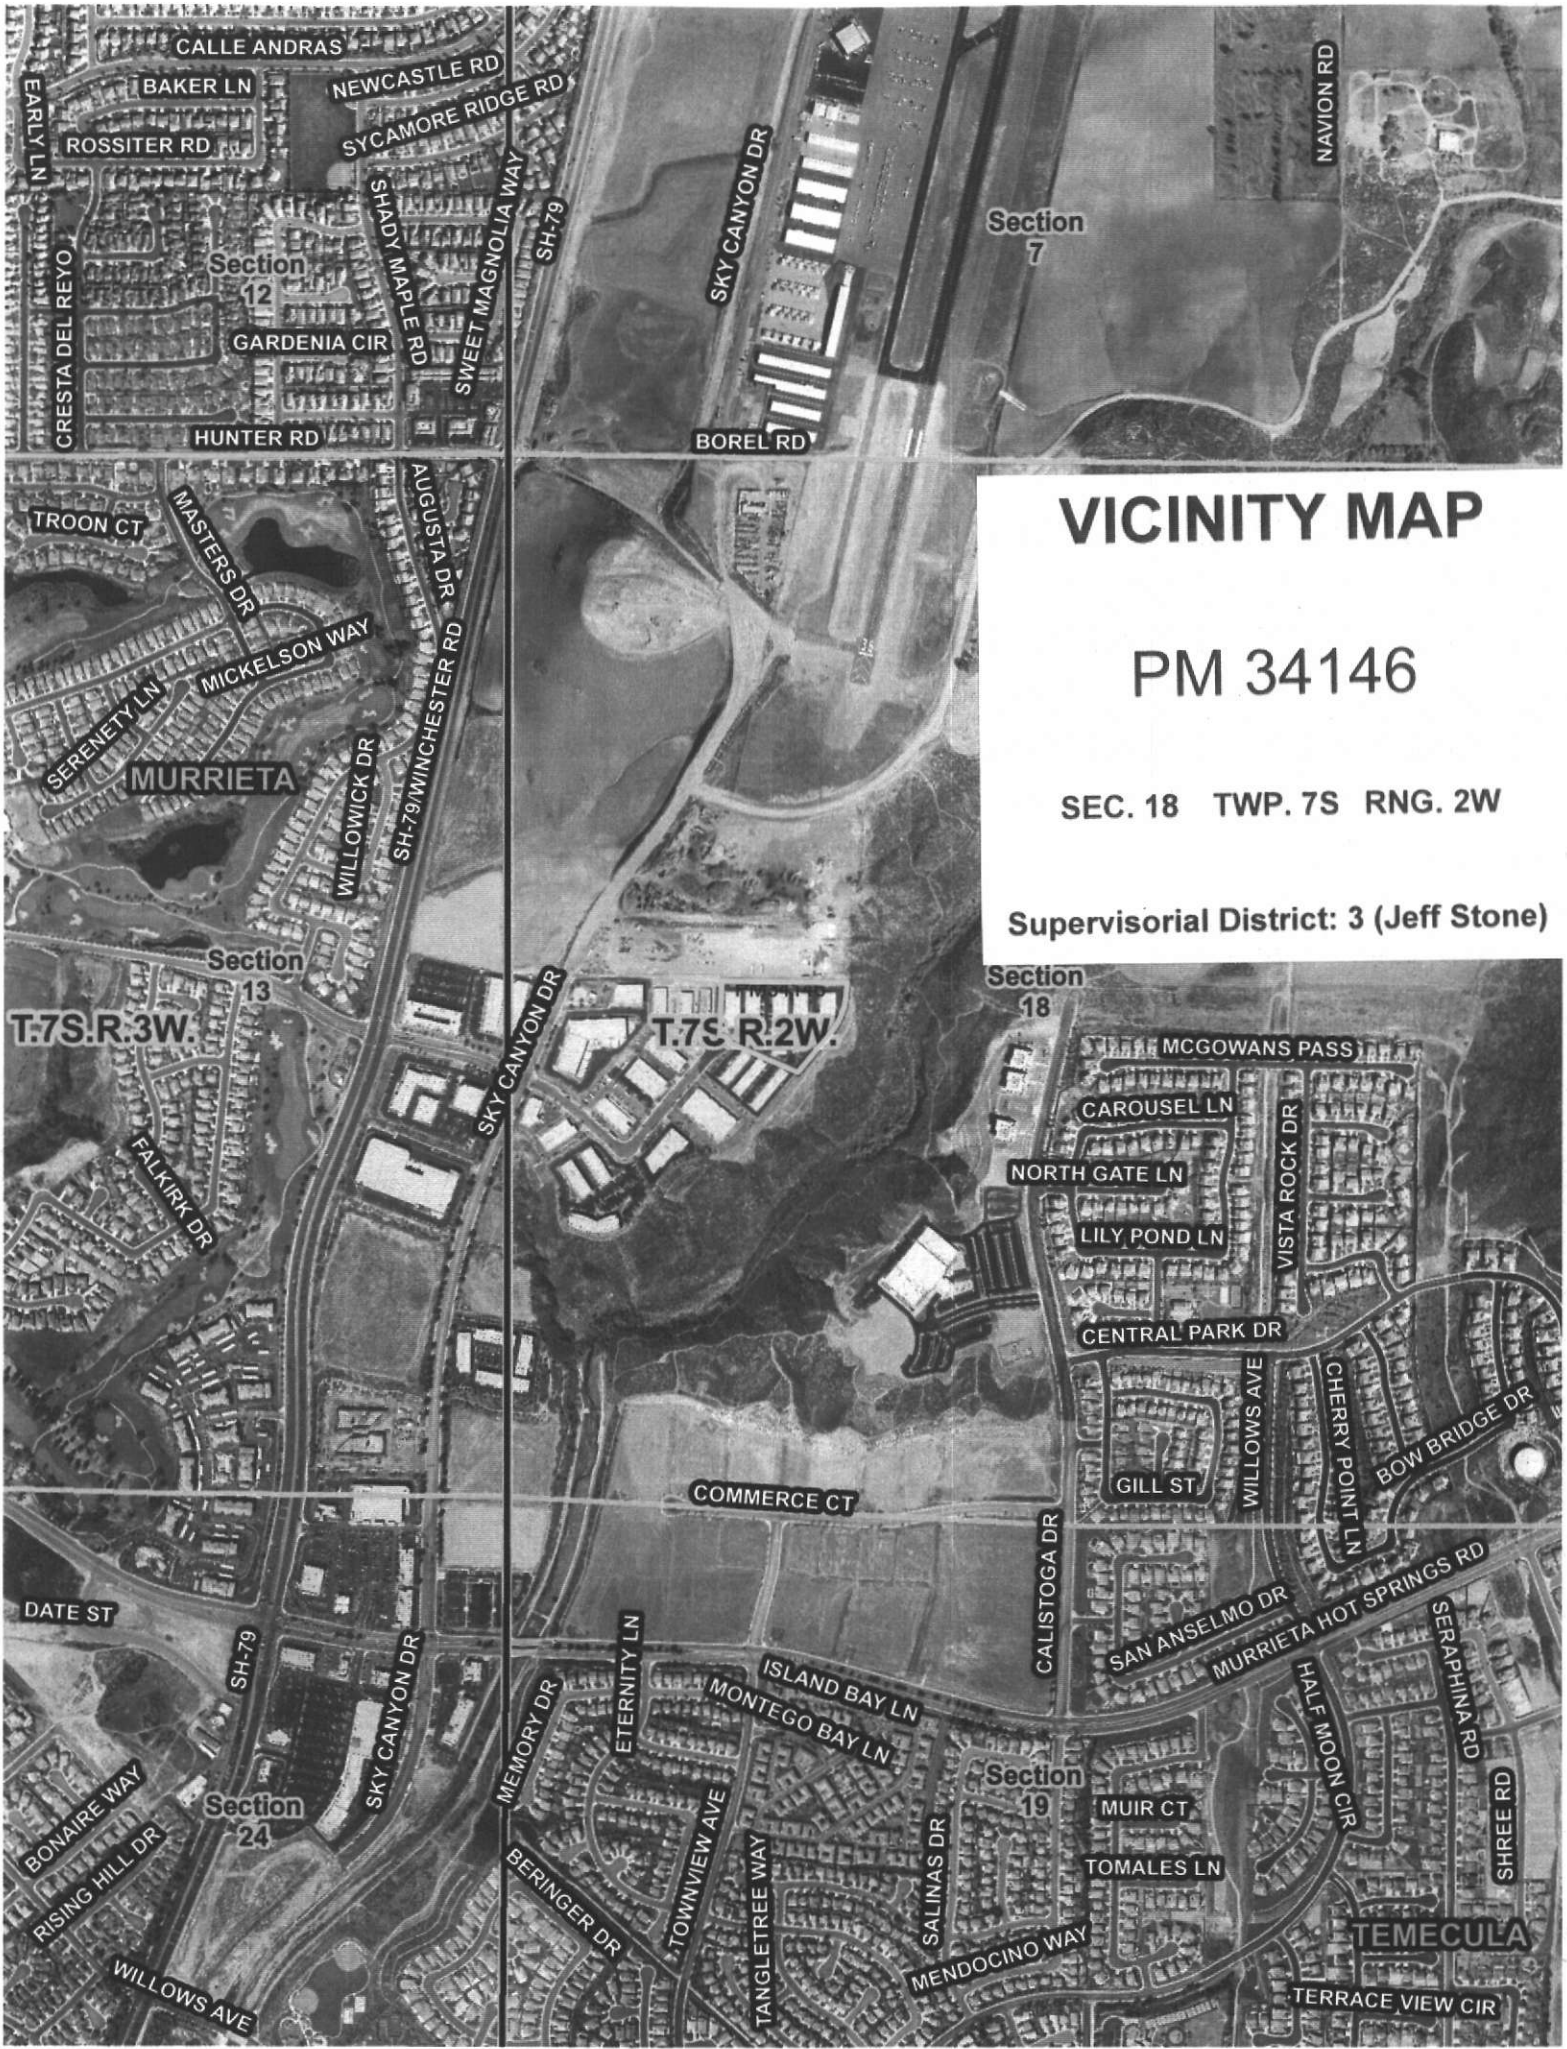 CALLE ANDRAS
BAKER LN
NEWCASTLE RD
SYCAMORE RIDGE RD
EARLY LN
ROSSITER RD
NAVION RD
SKY CANYON DR
SHADY MAPLE RD
SWEET MAGNOLIA WAY
SH-79
Section
7
Section
12
CRESTA DEL REYO
GARDENIA CIR
HUNTER RD
BOREL RD
VICINITY MAP
PM 34146
SEC. 18 TWP. 7S RNG. 2W
Supervisorial District: 3 (Jeff Stone)
TROON CT
MASTERS DR
AUGUSTA DR
MICKELSON WAY
SERENETY LN
MURRIETA
WILLOWICK DR
SH-79/WINCHESTER RD
Section
13
T.7S.R.3W.
SKY CANYON DR
T.7S R.2W.
Section
18
MCGOWANS PASS
CAROUSEL LN
NORTH GATE LN
VISTA ROCK DR
LILY POND LN
FALKIRK DR
CENTRAL PARK DR
WILLOWS AVE
CHERRY POINT LN
BOW BRIDGE DR
GILL ST
COMMERCE CT
CALISTOGA DR
SAN ANSELMO DR
MURRIETA HOT SPRINGS RD
DATE ST
SH-79
SKY CANYON DR
MEMORY DR
ETERNITY LN
ISLAND BAY LN
MONTEGO BAY LN
HALF MOON CIR
SERAPHINA RD
SHREE RD
Section
19
MUIR CT
TOMALES LN
BONAIRE WAY
RISING HILL DR
Section
24
BERINGER DR
TOWNVIEW AVE
TANGLETREE WAY
SALINAS DR
MENDOCINO WAY
TEMECULA
WILLOWS AVE
TERRACE VIEW CIR